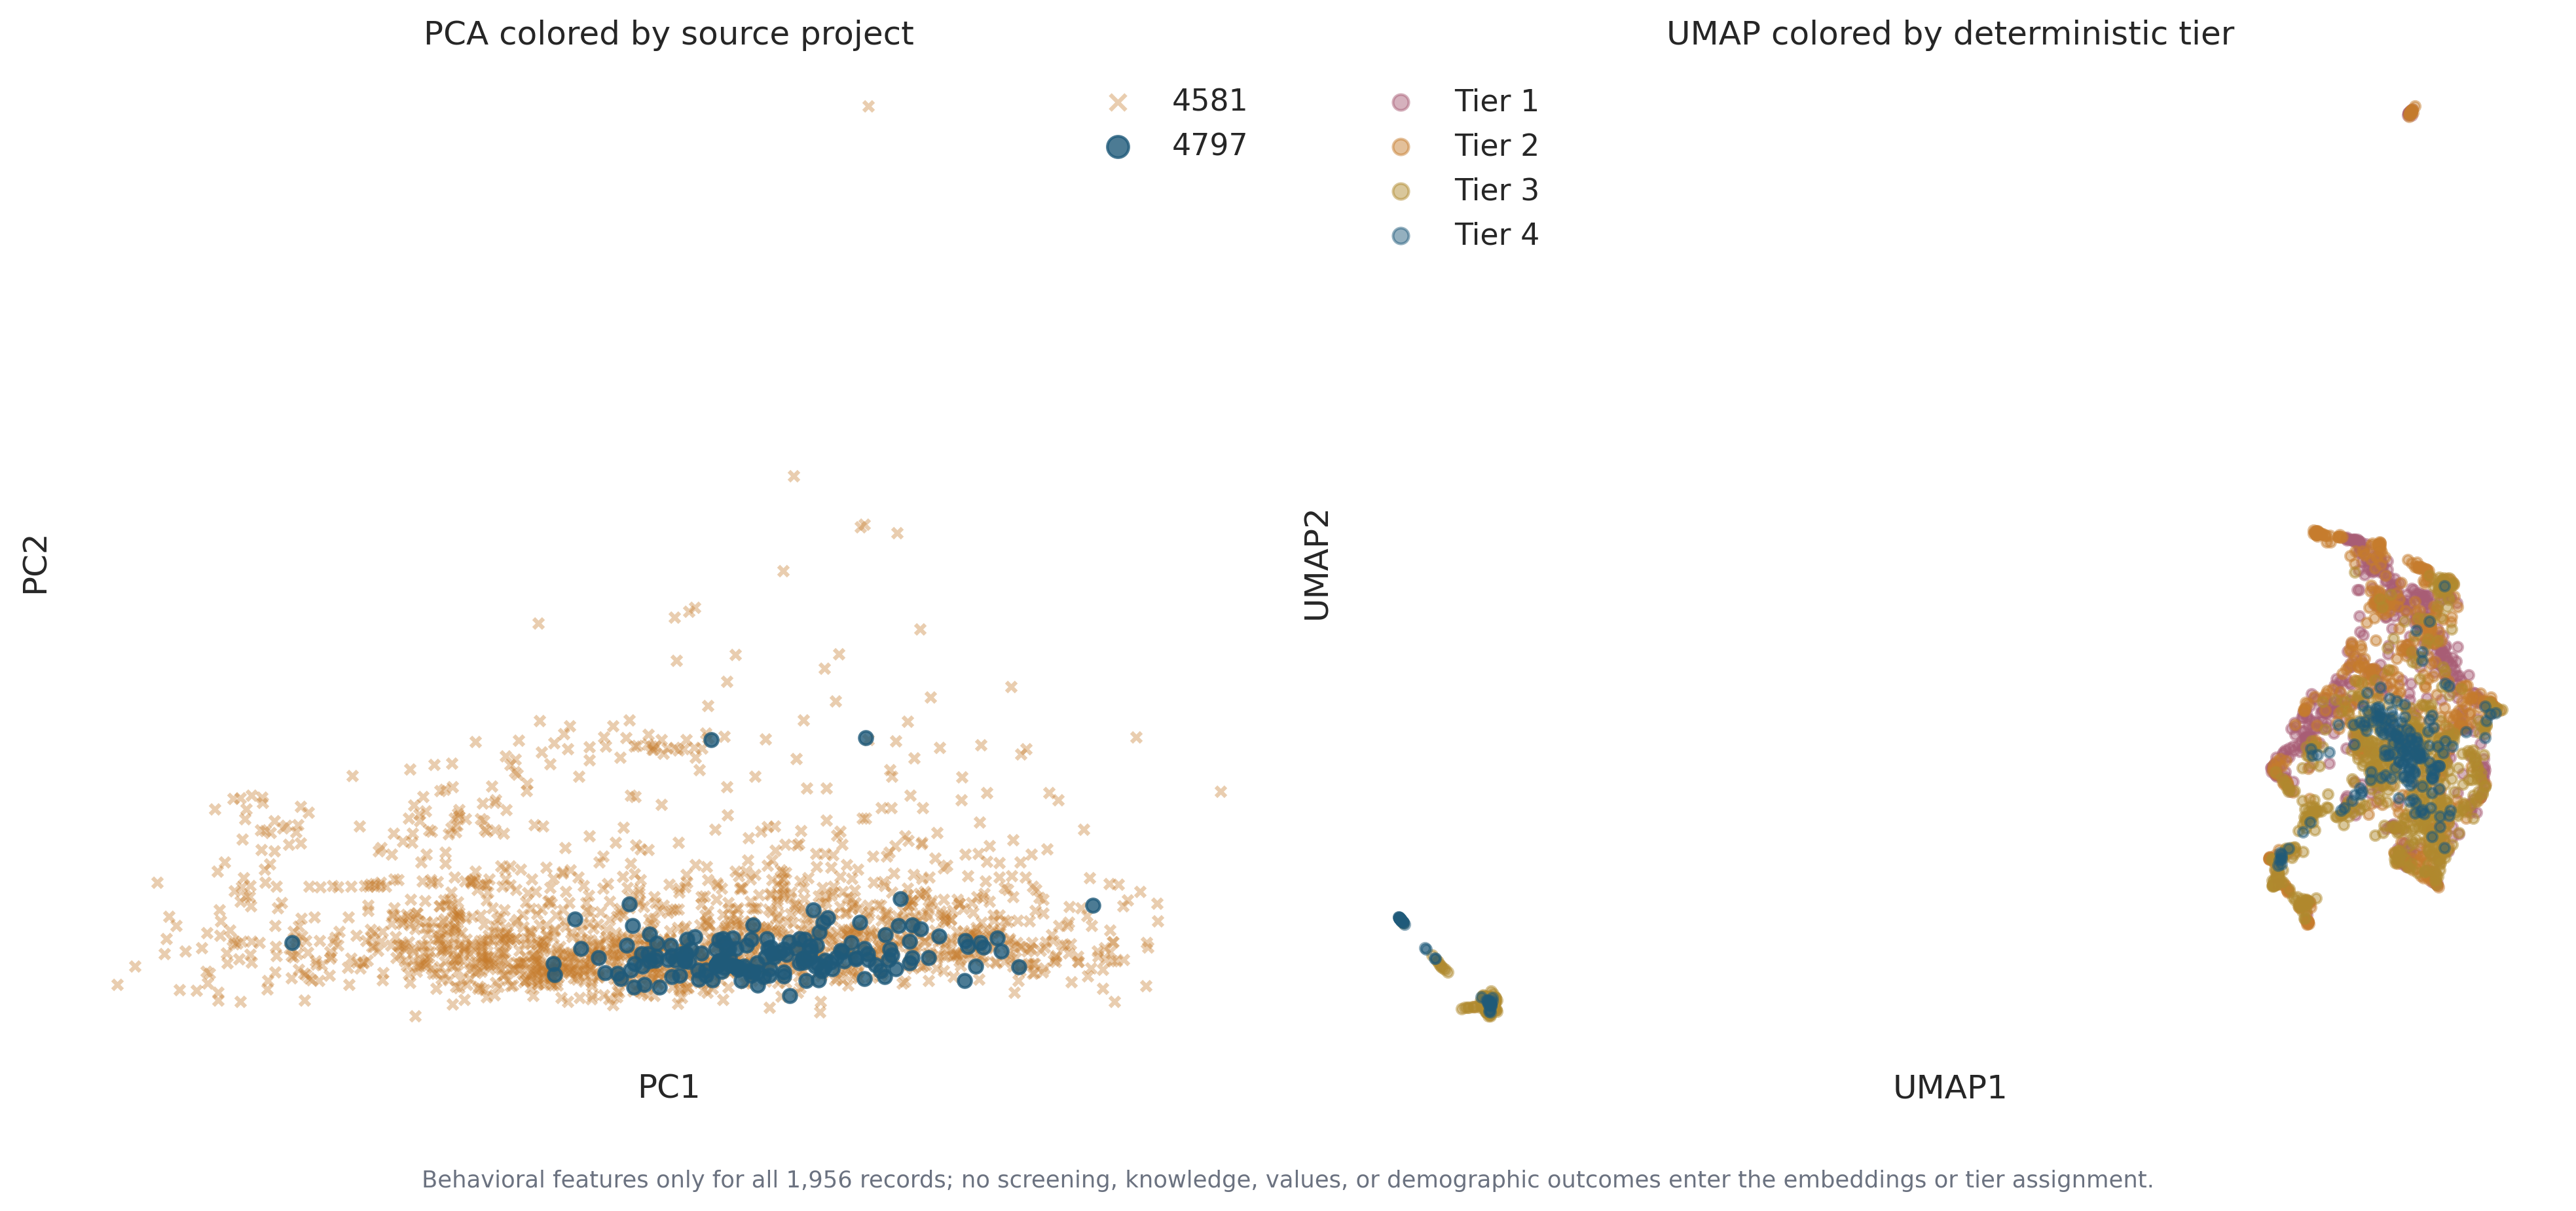 PCA colored by source project
4581
4797
PC2
PC1
UMAP colored by deterministic tier
Tier 1
Tier 2
Tier 3
Tier 4
UMAP2
UMAP1
Behavioral features only for all 1,956 records; no screening, knowledge, values, or demographic outcomes enter the embeddings or tier assignment.